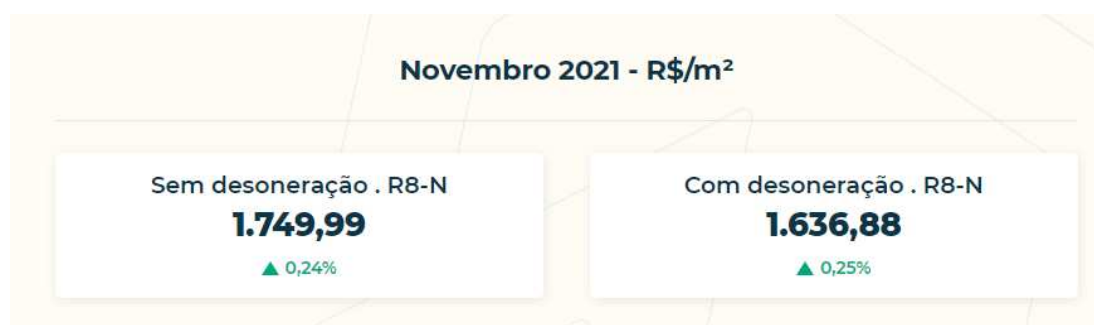 Novembro 2021 - R$/m²
Sem desoneração . R8-N
1.749,99
▲ 0,24%
Com desoneração . R8-N
1.636,88
▲ 0,25%